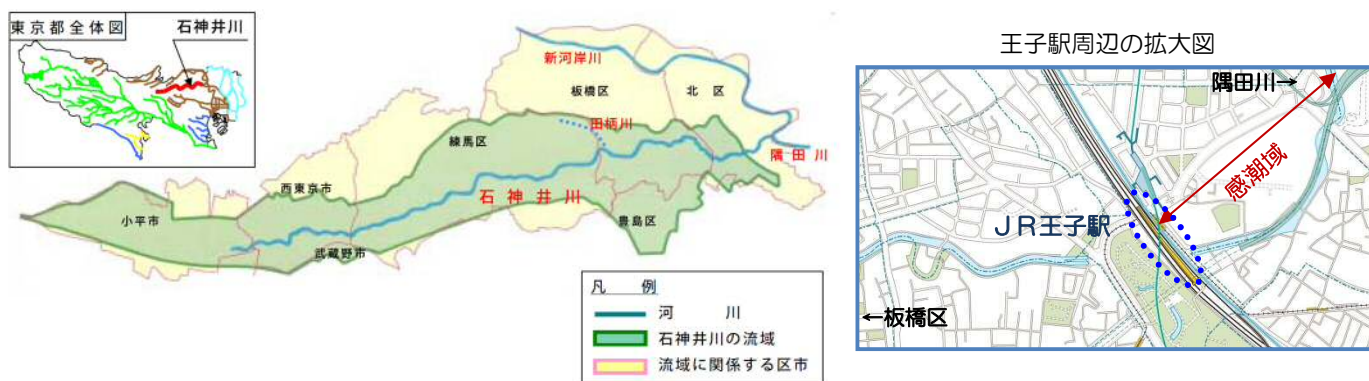 東京都全体図
石神井川
新河岸川
板橋区
北 区
田柄川
練馬区
隅 田 川
西東京市
石 神 井 川
小平市
豊島区
武蔵野市
凡 例
河 川
石神井川の流域
流域に関係する区市
王子駅周辺の拡大図
隅田川→
感潮域
ＪＲ王子駅
←板橋区